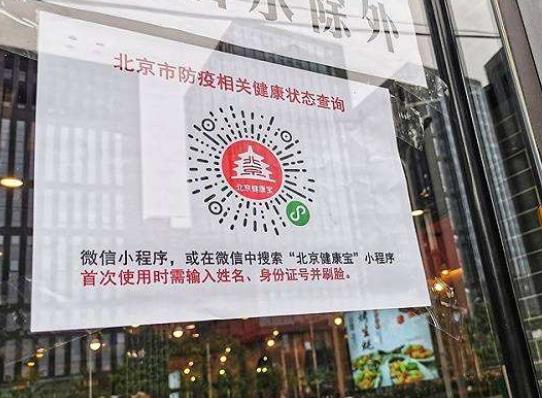 除外
北京市防疫相关健康状态查询
北京健康宝
微信小程序，或在微信中搜索“北京健康宝”小程序
首次使用时需输入姓名、身份证号并刷脸。